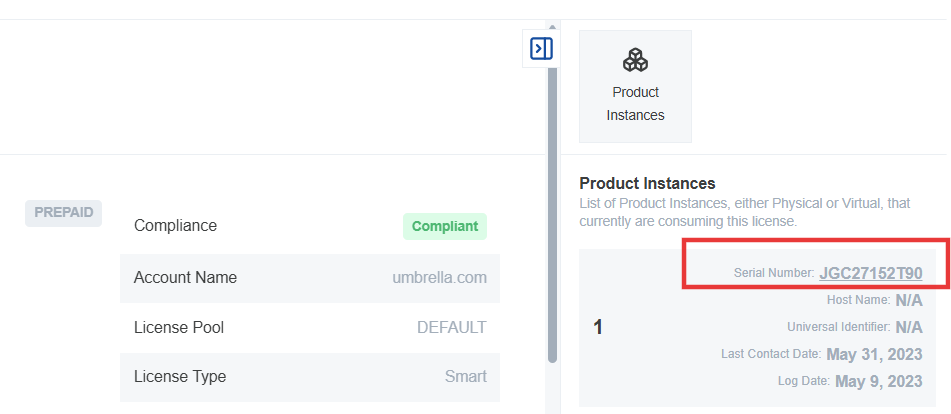 Product
Instances
PREPAID
Compliance Compliant
Account Name umbrella.com
License Pool DEFAULT
License Type Smart
Product Instances
List of Product Instances, either Physical or Virtual, that
currently are consuming this license.
1
Serial Number: JGC27152T90
Host Name: N/A
Universal Identifier: N/A
Last Contact Date: May 31, 2023
Log Date: May 9, 2023